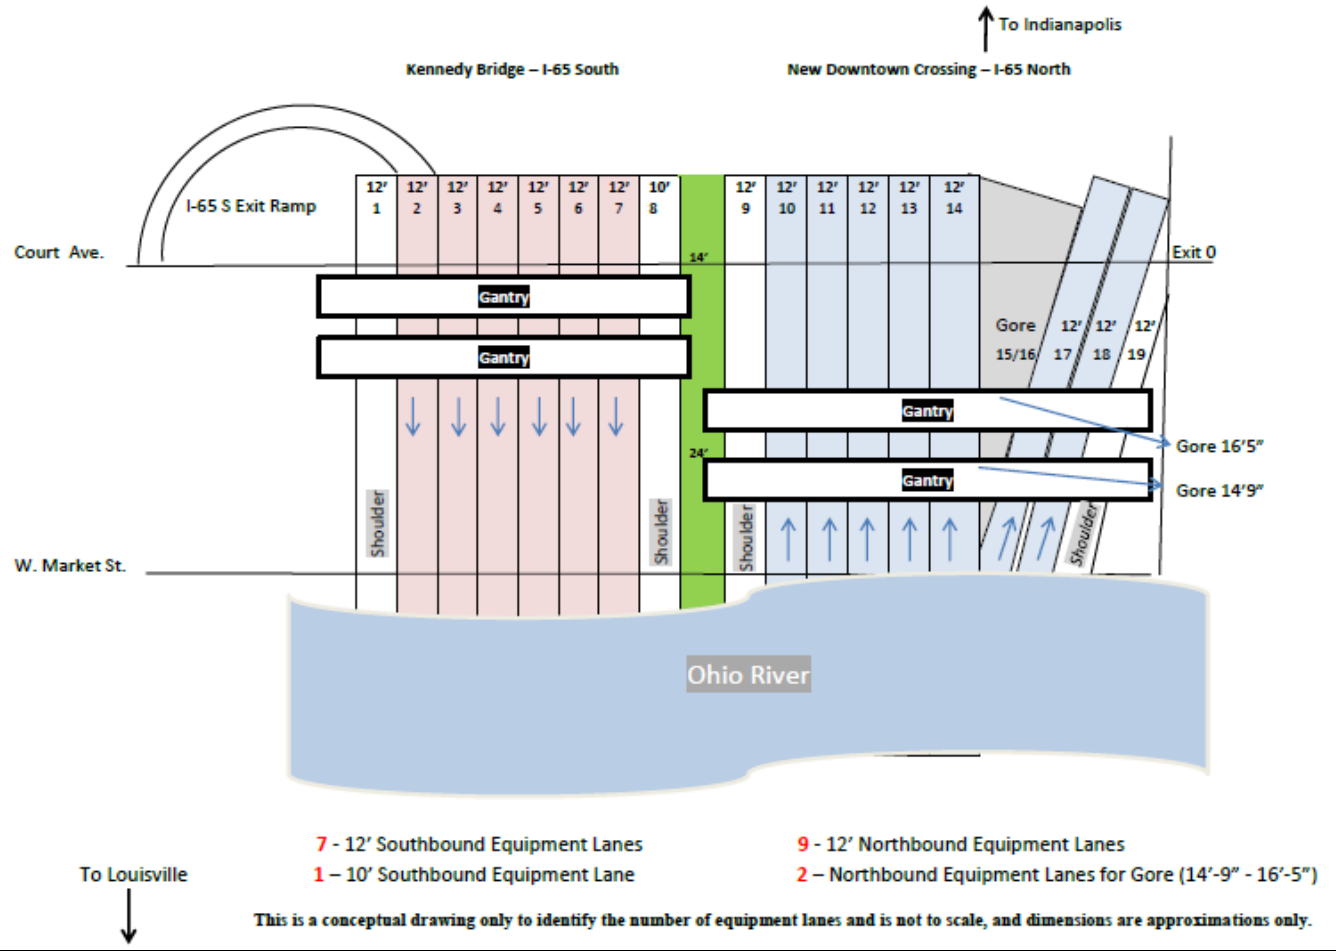 To Indianapolis
Kennedy Bridge – I-65 South
New Downtown Crossing – I-65 North
12' 12' 12' 12' 12' 12' 12' 10' 12' 12' 12' 12' 12' 12'
1 2 3 4 5 6 7 8 9 10 11 12 13 14
I-65 S Exit Ramp
Court Ave.
14'
Exit 0
Gantry
Gore 12' 12' 12'
15/16 17 18 19
Gantry
Gantry
Gore 16'5"
24'
Gantry
Gore 14'9"
Shoulder
Shoulder
Shoulder
Shoulder
W. Market St.
Ohio River
7 - 12' Southbound Equipment Lanes
9 - 12' Northbound Equipment Lanes
To Louisville
1 – 10' Southbound Equipment Lane
2 – Northbound Equipment Lanes for Gore (14'-9" - 16'-5")
This is a conceptual drawing only to identify the number of equipment lanes and is not to scale, and dimensions are approximations only.